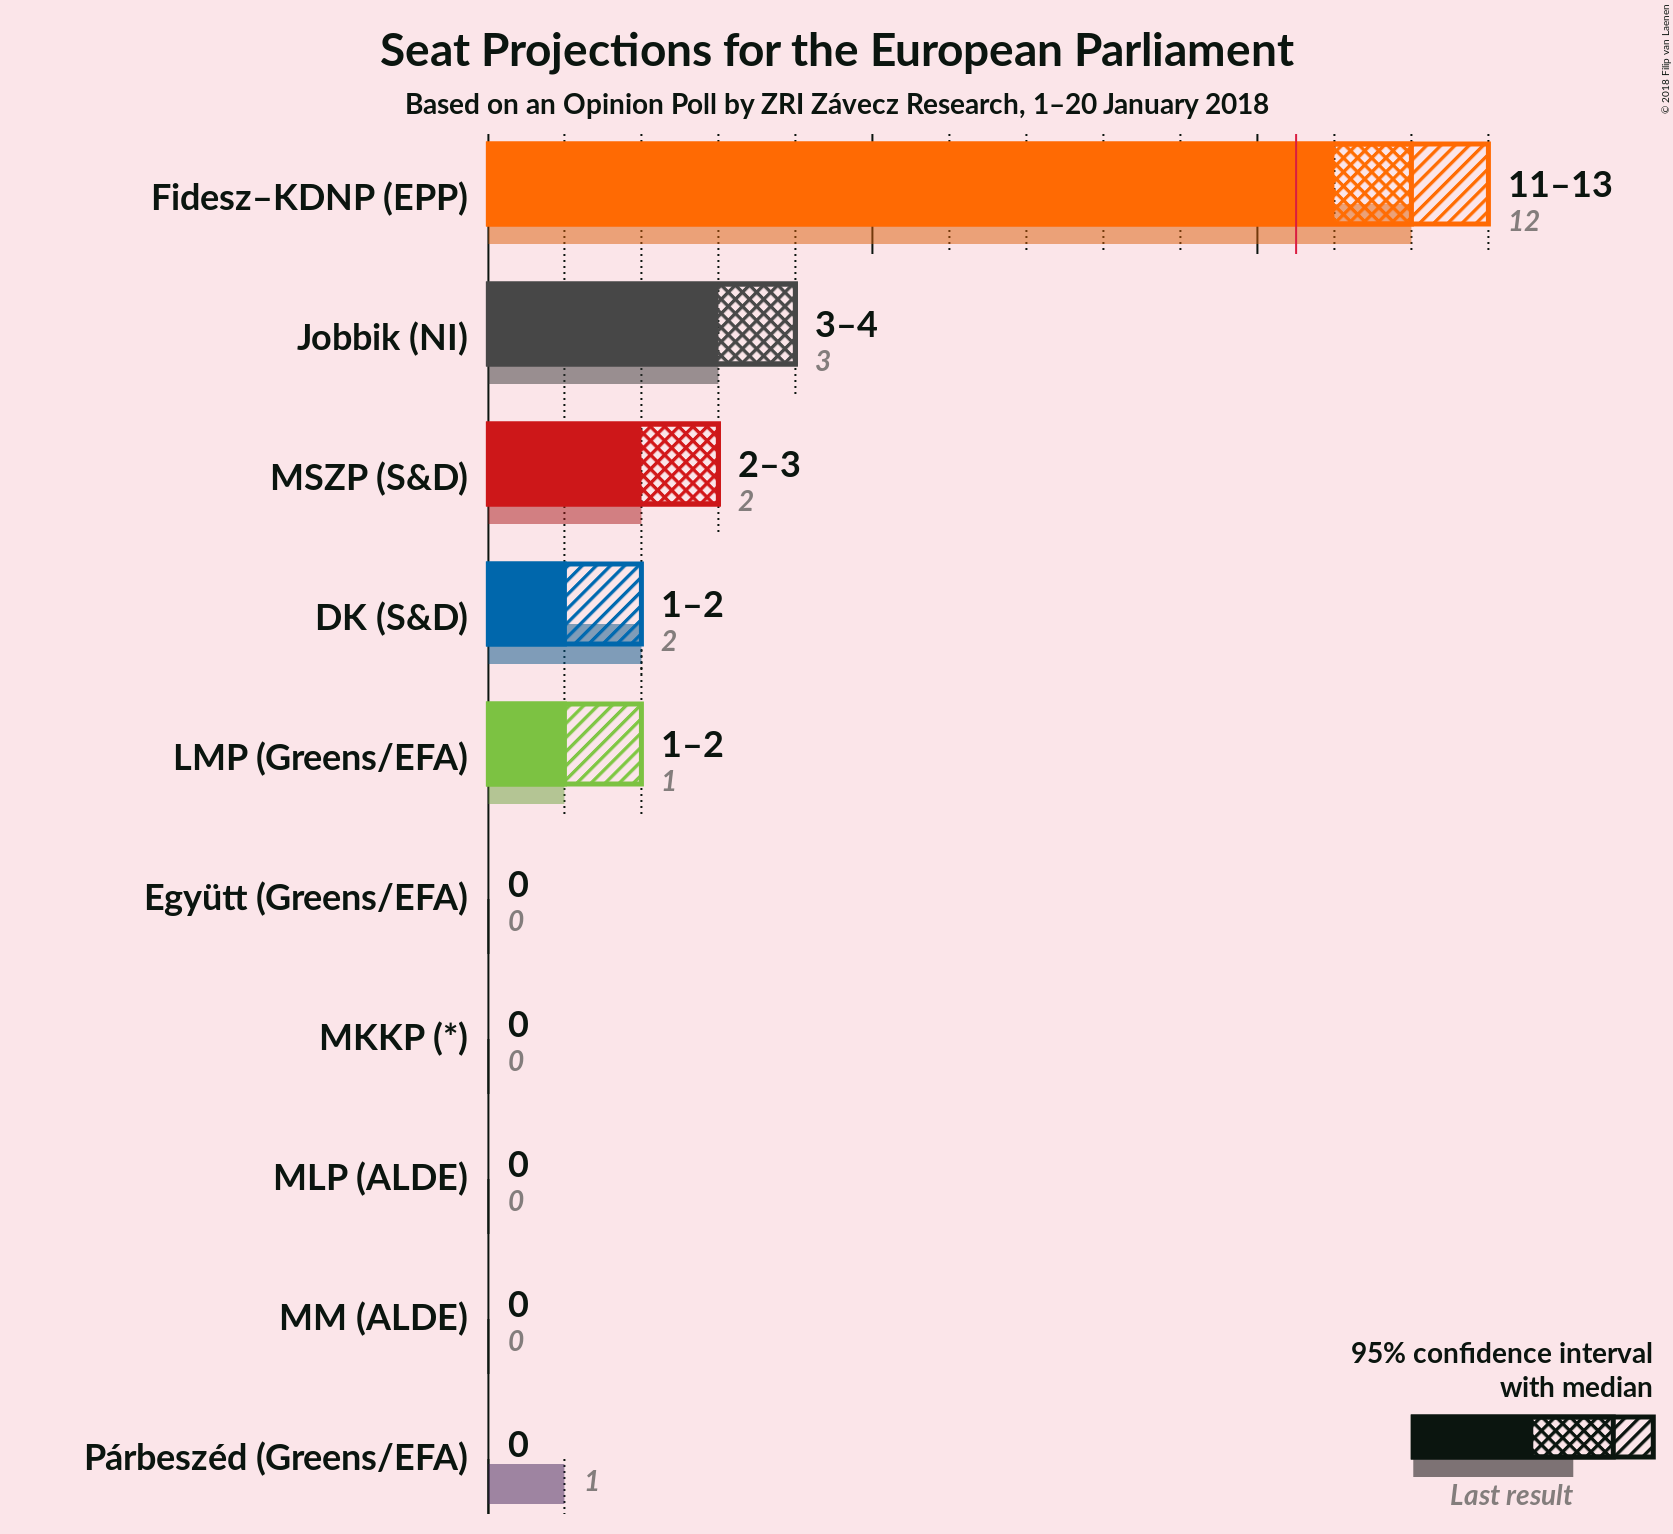 Seat Projections for the European Parliament
Based on an Opinion Poll by ZRI Závecz Research, 1–20 January 2018
© 2018 Filip van Laenen
Fidesz–KDNP (EPP)
11–13
12
Jobbik (NI)
3–4
3
MSZP (S&D)
2–3
2
DK (S&D)
1–2
2
LMP (Greens/EFA)
1–2
1
Együtt (Greens/EFA)
0
0
MKKP (*)
0
0
MLP (ALDE)
0
0
MM (ALDE)
0
0
Párbeszéd (Greens/EFA)
0
1
95% confidence interval
with median
Last result